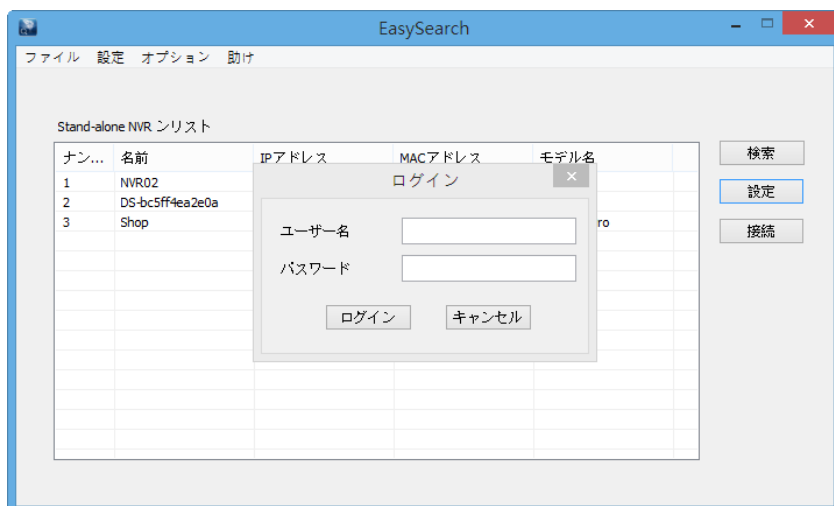 EasySearch
ファイル 設定 オプション 助け
Stand-alone NVR ンリスト
ナン... 名前 IPアドレス MACアドレス モデル名
検索
ログイン
1 NVR02
設定
2 DS-bc5ff4ea2e0a
3 Shop ro
ユーザー名
接続
パスワード
ログイン キャンセル